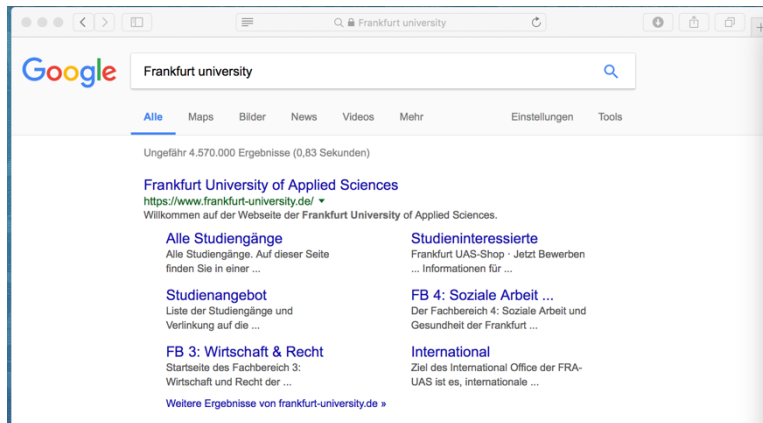 Frankfurt university
Google
Frankfurt university
Alle Maps Bilder News Videos Mehr Einstellungen Tools
Ungefähr 4.570.000 Ergebnisse (0,83 Sekunden)
Frankfurt University of Applied Sciences
https://www.frankfurt-university.de/
Willkommen auf der Webseite der Frankfurt University of Applied Sciences.
Alle Studiengänge
Alle Studiengänge. Auf dieser Seite
finden Sie in einer ...
Studieninteressierte
Frankfurt UAS-Shop · Jetzt Bewerben
... Informationen für ...
Studienangebot
Liste der Studiengänge und
Verlinkung auf die ...
FB 4: Soziale Arbeit ...
Der Fachbereich 4: Soziale Arbeit und
Gesundheit der Frankfurt ...
FB 3: Wirtschaft & Recht
Startseite des Fachbereich 3:
Wirtschaft und Recht der ...
International
Ziel des International Office der FRA-
UAS ist es, internationale ...
Weitere Ergebnisse von frankfurt-university.de »